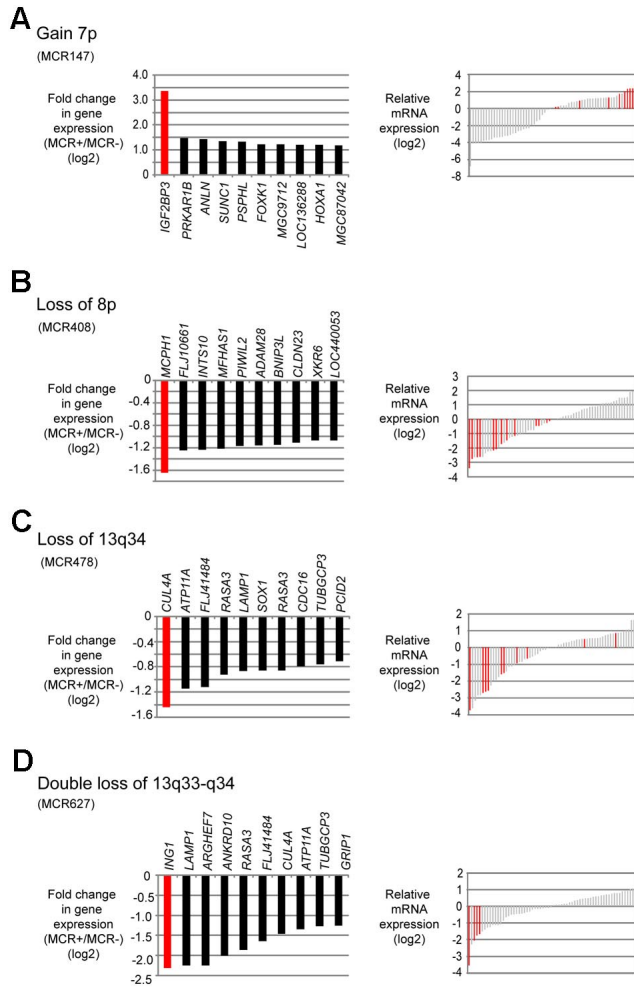 A
Gain 7p
(MCR147)
Fold change
in gene
expression
(MCR+/MCR-)
(log2)
4.0
3.0
2.0
1.0
0
IGF2BP3
PRKAR1B
ANLN
SUNC1
PSPHL
FOXK1
MGC9712
LOC136288
HOXA1
MGC87042
Relative
mRNA
expression
(log2)
4
2
0
-2
-4
-6
-8
B
Loss of 8p
(MCR408)
MCPH1
FLJ10661
INTS10
MFHAS1
PIWIL2
ADAM28
BNIP3L
CLDN23
XKR6
LOC440053
Fold change
in gene
expression
(MCR+/MCR-)
(log2)
0
-0.4
-0.8
-1.2
-1.6
Relative
mRNA
expression
(log2)
3
2
1
0
-1
-2
-3
-4
C
Loss of 13q34
(MCR478)
CUL4A
ATP11A
FLJ41484
RASA3
LAMP1
SOX1
RASA3
CDC16
TUBGCP3
PCID2
Fold change
in gene
expression
(MCR+/MCR-)
(log2)
0
-0.4
-0.8
-1.2
-1.6
Relative
mRNA
expression
(log2)
2
1
0
-1
-2
-3
-4
D
Double loss of 13q33-q34
(MCR627)
ING1
LAMP1
ARGHEF7
ANKRD10
RASA3
FLJ41484
CUL4A
ATP11A
TUBGCP3
GRIP1
Fold change
in gene
expression
(MCR+/MCR-)
(log2)
0
-0.5
-1.0
-1.5
-2.0
-2.5
Relative
mRNA
expression
(log2)
2
1
0
-1
-2
-3
-4